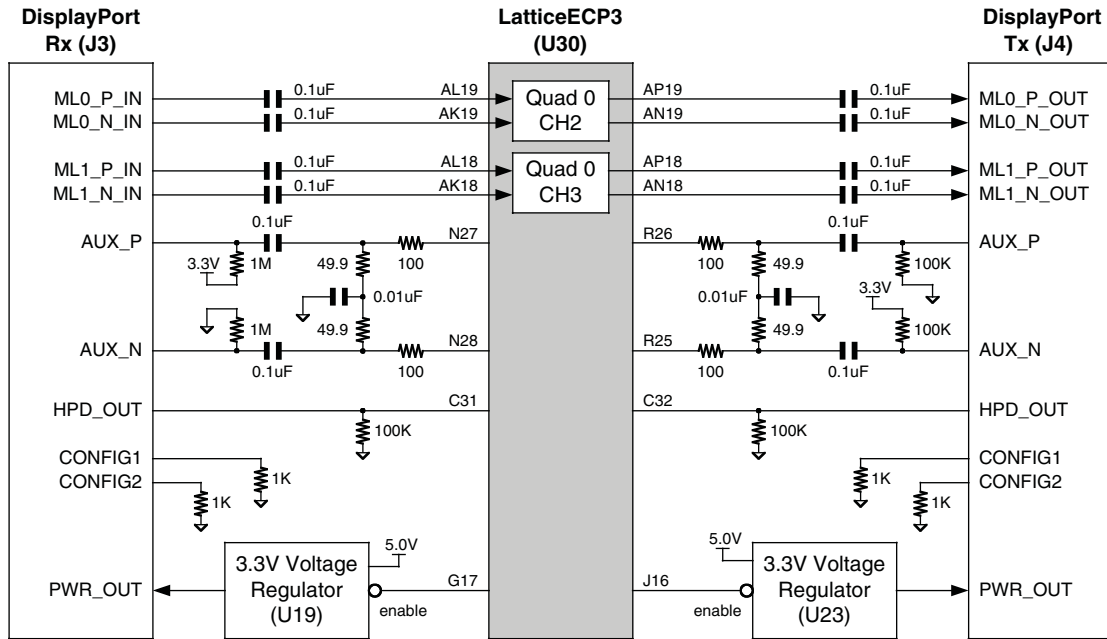 DisplayPort
Rx (J3)
LatticeECP3
(U30)
DisplayPort
Tx (J4)
ML0_P_IN 0.1uF AL19 Quad 0 AP19 0.1uF ML0_P_OUT
ML0_N_IN 0.1uF AK19 CH2 AN19 0.1uF ML0_N_OUT
ML1_P_IN 0.1uF AL18 Quad 0 AP18 0.1uF ML1_P_OUT
ML1_N_IN 0.1uF AK18 CH3 AN18 0.1uF ML1_N_OUT
0.1uF 0.1uF
AUX_P N27 R26 AUX_P
3.3V 1M 49.9 100 100 49.9 100K
0.01uF 0.01uF 3.3V
1M 49.9 49.9 100K
AUX_N N28 R25 AUX_N
0.1uF 100 100 0.1uF
HPD_OUT C31 C32 HPD_OUT
100K 100K
CONFIG1 1K 1K CONFIG1
CONFIG2 1K 1K CONFIG2
5.0V 5.0V
3.3V Voltage
Regulator
(U19)
3.3V Voltage
Regulator
(U23)
PWR_OUT G17 J16 PWR_OUT
enable enable